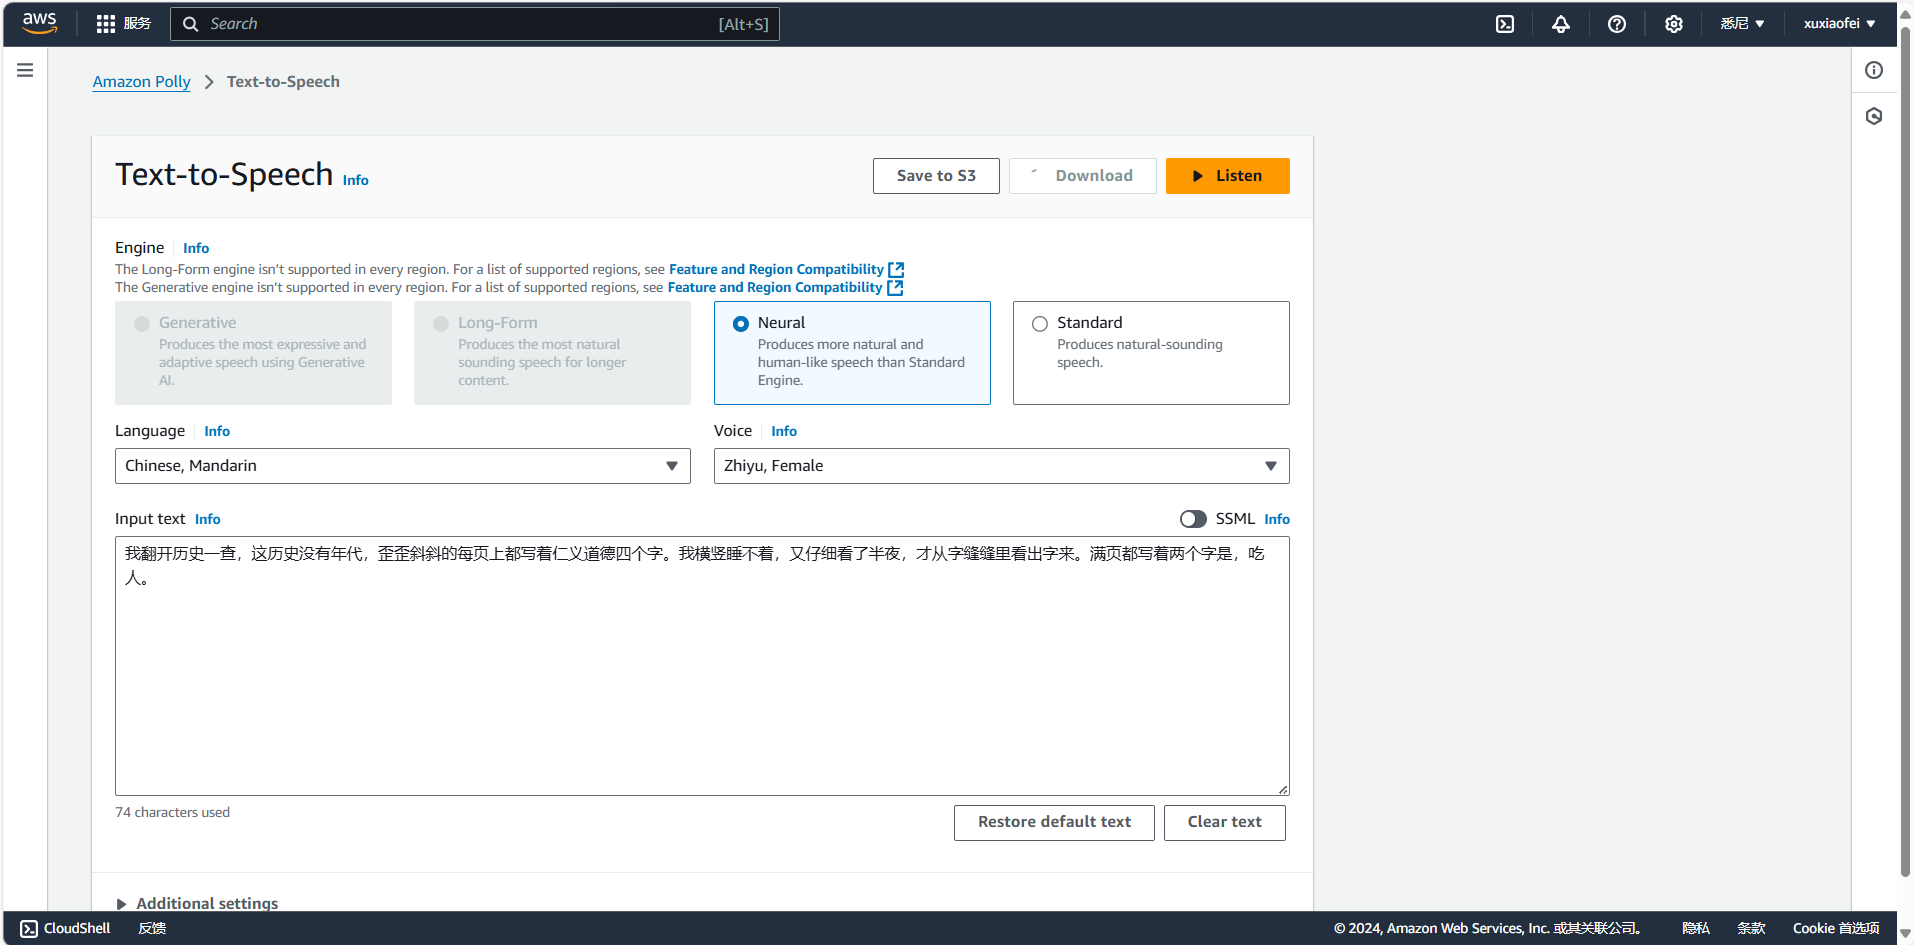 aws
服务
Search
[Alt+S]
悉尼
xuxiaofei
Amazon Polly
Text-to-Speech
Text-to-Speech
Info
Save to S3
Download
Listen
Engine
Info
The Long-Form engine isn’t supported in every region. For a list of supported regions, see Feature and Region Compatibility
The Generative engine isn't supported in every region. For a list of supported regions, see Feature and Region Compatibility
Generative
Produces the most expressive and
adaptive speech using Generative
AI.
Long-Form
Produces the most natural
sounding speech for longer
content.
Neural
Produces more natural and
human-like speech than Standard
Engine.
Standard
Produces natural-sounding
speech.
Language
Info
Voice
Info
Chinese, Mandarin
Zhiyu, Female
Input text
Info
SSML
Info
我翻开历史一查，这历史没有年代，歪歪斜斜的每页上都写着仁义道德四个字。我横竖睡不着，又仔细看了半夜，才从字缝缝里看出字来。满页都写着两个字是，吃
人。
74 characters used
Restore default text
Clear text
Additional settings
CloudShell
反馈
© 2024, Amazon Web Services, Inc. 或其关联公司。
隐私
条款
Cookie 首选项